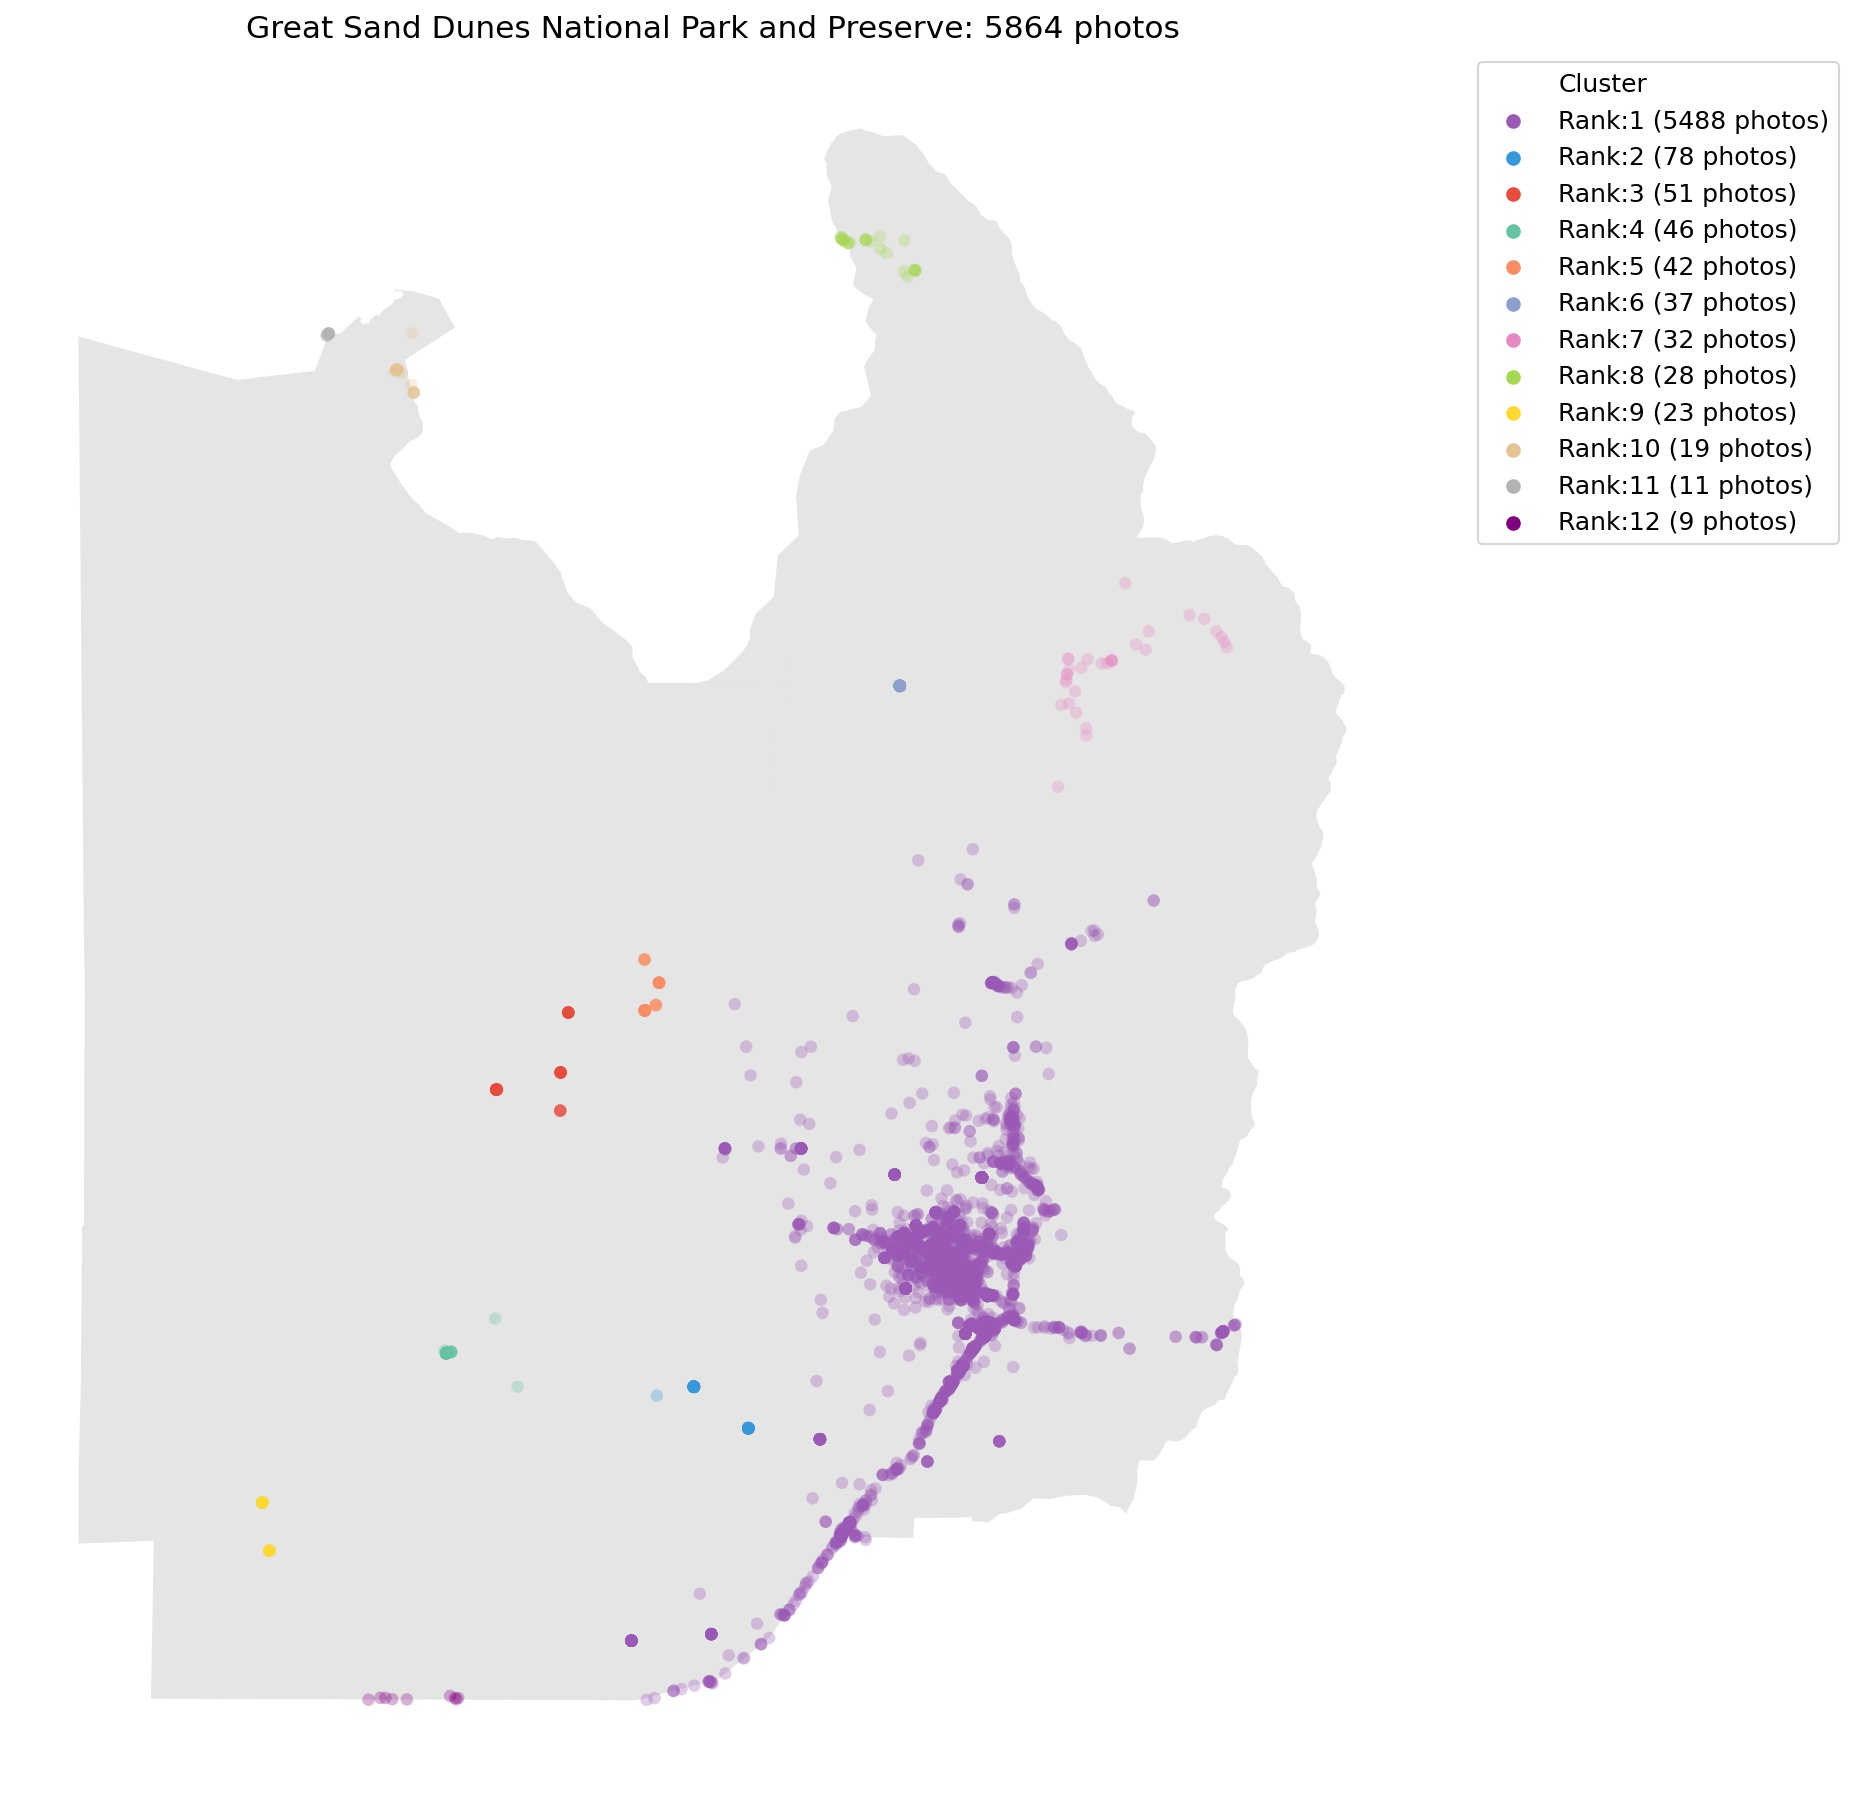 Great Sand Dunes National Park and Preserve: 5864 photos
Cluster
Rank:1 (5488 photos)
Rank:2 (78 photos)
Rank:3 (51 photos)
Rank:4 (46 photos)
Rank:5 (42 photos)
Rank:6 (37 photos)
Rank:7 (32 photos)
Rank:8 (28 photos)
Rank:9 (23 photos)
Rank:10 (19 photos)
Rank:11 (11 photos)
Rank:12 (9 photos)